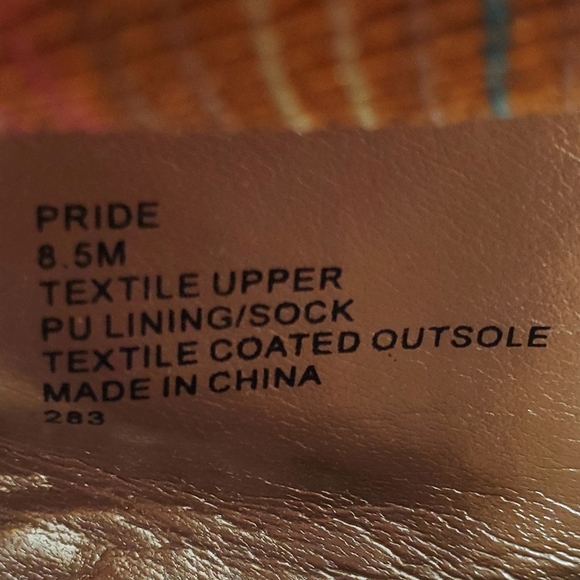 PRIDE
8.5M
TEXTILE UPPER
PU LINING/SOCK
TEXTILE COATED OUTSOLE
MADE IN CHINA
283